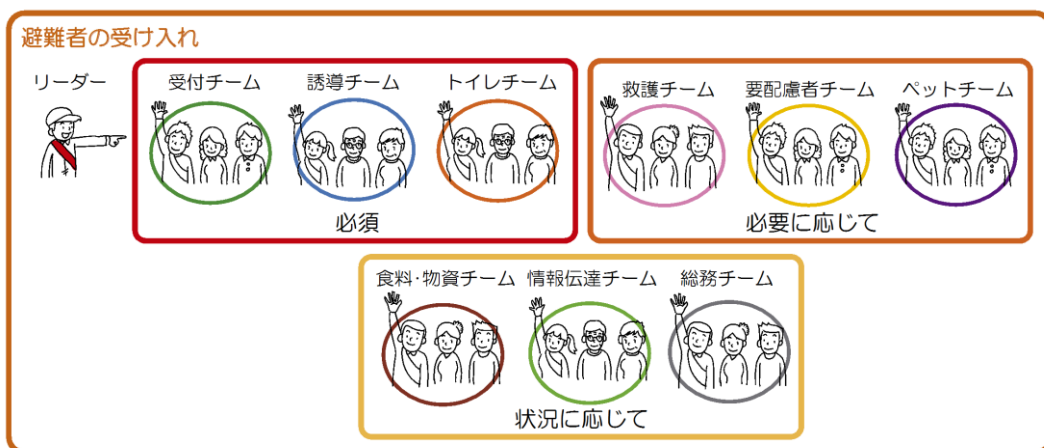 避難者の受け入れ
リーダー
受付チーム
誘導チーム
トイレチーム
必須
救護チーム
要配慮者チーム
ペットチーム
必要に応じて
食料・物資チーム
情報伝達チーム
総務チーム
状況に応じて